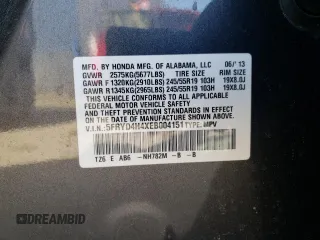 MFD. BY HONDA MFG. OF ALABAMA, LLC 06/13
GVWR 2575KG(5677LBS) TIRE SIZE RIM SIZE
GAWR F1320KG(2910LBS) 245/55R19 103H 19X8.0J
GAWR R1345KG(2965LBS) 245/55R19 103H 19X8.0J
THIS VEHICLE CONFORMS TO ALL APPLICABLE
FEDERAL MOTOR VEHICLE SAFETY AND
THEFT PREVENTION STANDARDS IN EFFECT ON
THE DATE OF MANUFACTURE SHOWN ABOVE.
V.I.N.: 5FRYD4H4XEB004151 TYPE: MPV
TZ6 E AB6 -NH782M -B -B
DREAMBID